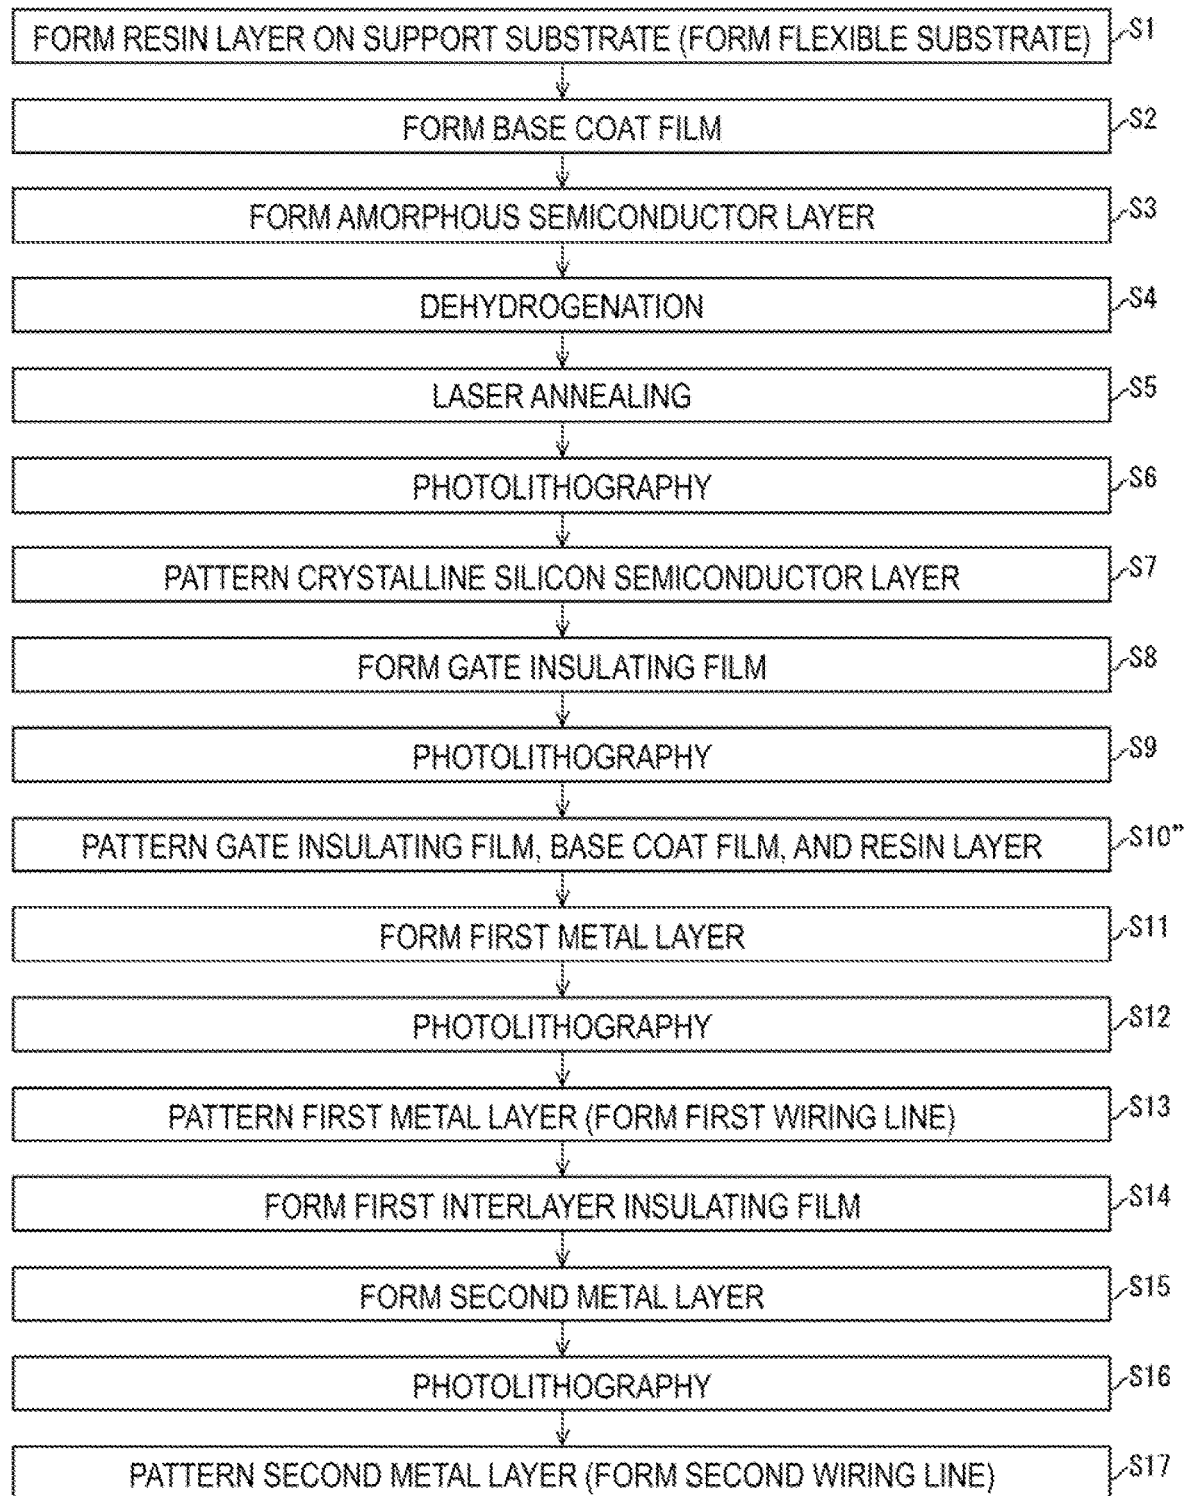 FORM RESIN LAYER ON SUPPORT SUBSTRATE (FORM FLEXIBLE SUBSTRATE) S1
FORM BASE COAT FILM S2
FORM AMORPHOUS SEMICONDUCTOR LAYER S3
DEHYDROGENATION S4
LASER ANNEALING S5
PHOTOLITHOGRAPHY S6
PATTERN CRYSTALLINE SILICON SEMICONDUCTOR LAYER S7
FORM GATE INSULATING FILM S8
PHOTOLITHOGRAPHY S9
PATTERN GATE INSULATING FILM, BASE COAT FILM, AND RESIN LAYER S10”
FORM FIRST METAL LAYER S11
PHOTOLITHOGRAPHY S12
PATTERN FIRST METAL LAYER (FORM FIRST WIRING LINE) S13
FORM FIRST INTERLAYER INSULATING FILM S14
FORM SECOND METAL LAYER S15
PHOTOLITHOGRAPHY S16
PATTERN SECOND METAL LAYER (FORM SECOND WIRING LINE) S17